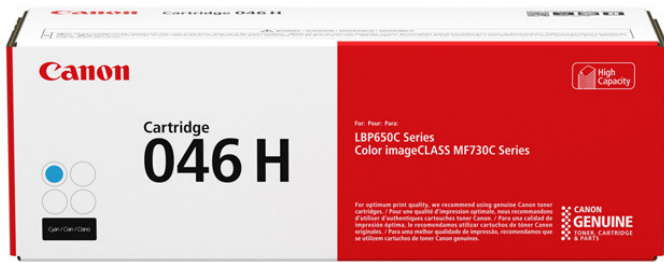 Canon Cartridge 046 H
Canon
High
Capacity
Cartridge
046 H
For: Pour: Para:
LBP650C Series
Color imageCLASS MF730C Series
Cyan / Cian / Ciano
For optimum print quality, we recommend using genuine Canon toner
cartridges. / Pour une qualité d'impression optimale, nous recommandons
d'utiliser d'authentiques cartouches toner Canon. / Para una calidad de
impresión óptima, le recomendamos utilizar cartuchos de tóner Canon
originales. / Para uma melhor qualidade de impressão, recomendamos que
se utilizem cartuchos de toner Canon genuínos.
CANON
GENUINE
TONER, CARTRIDGE
& PARTS